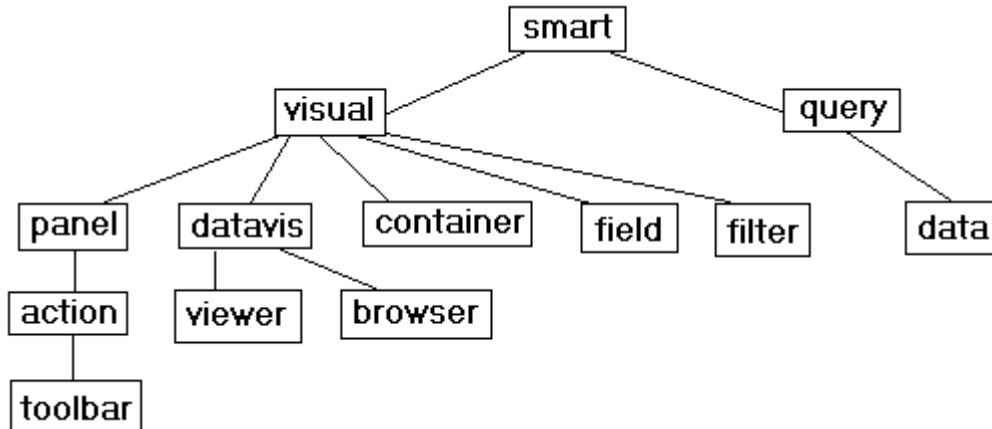 smart
visual
query
panel
datavis
container
field
filter
data
action
viewer
browser
toolbar